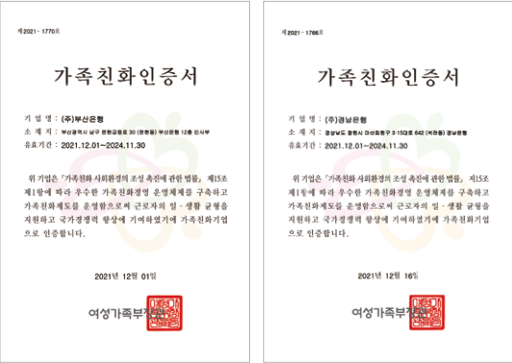 제2021-1770호
가족친화인증서
기 업 명 : (주)부산은행
소 재 지 : 부산광역시 남구 문현금융로 30 (문현동) 부산은행 12층 인사부
유효기간 : 2021.12.01~2024.11.30
위 기업은 「가족친화 사회환경의 조성 촉진에 관한 법률」 제15조
제1항에 따라 우수한 가족친화경영 운영체제를 구축하고
가족친화제도를 운영함으로써 근로자의 일·생활 균형을
지원하고 국가경쟁력 향상에 기여하였기에 가족친화기업
으로 인증합니다.
2021년 12월 01일
여성가족부장관
제2021-1766호
가족친화인증서
기 업 명 : (주)경남은행
소 재 지 : 경상남도 창원시 마산회원구 3·15대로 642 (석전동) 경남은행
유효기간 : 2021.12.01~2024.11.30
위 기업은 「가족친화 사회환경의 조성 촉진에 관한 법률」 제15조
제1항에 따라 우수한 가족친화경영 운영체제를 구축하고
가족친화제도를 운영함으로써 근로자의 일·생활 균형을
지원하고 국가경쟁력 향상에 기여하였기에 가족친화기업
으로 인증합니다.
2021년 12월 16일
여성가족부장관